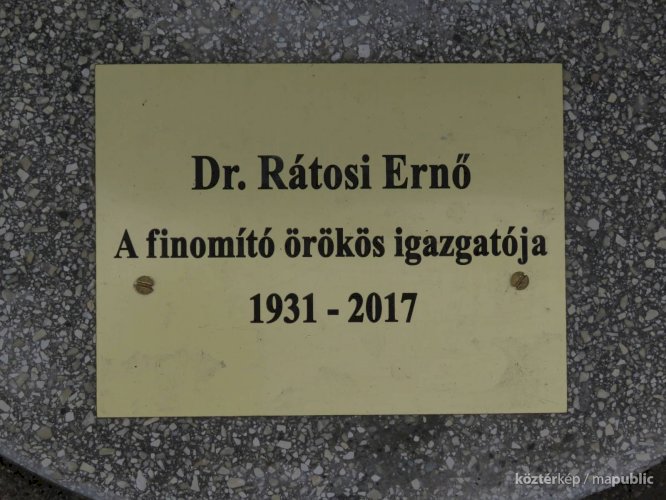 Dr. Rátosi Ernő
A finomító örökös igazgatója
1931 - 2017
köztérkép / mapublic